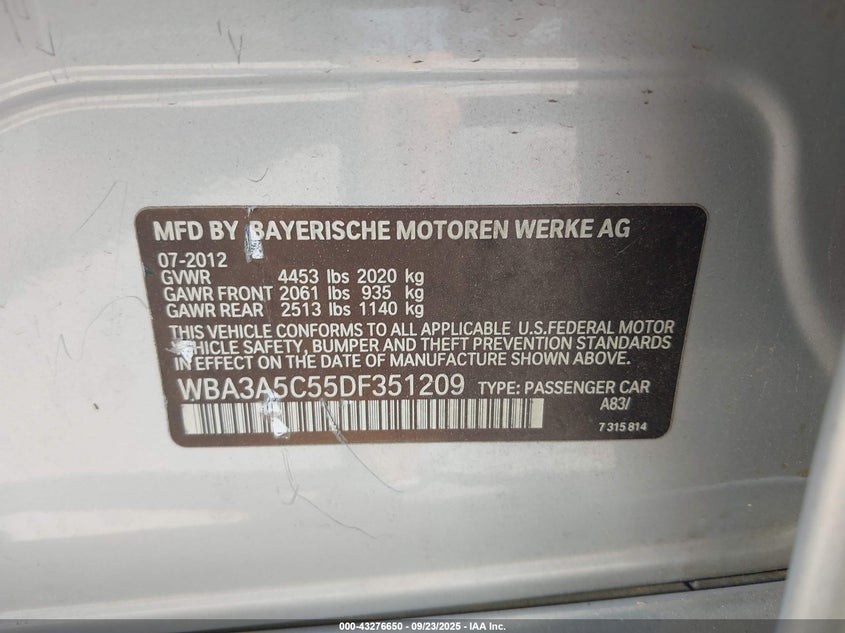 MFD BY BAYERISCHE MOTOREN WERKE AG
07-2012
GVWR 4453 lbs 2020 kg
GAWR FRONT 2061 lbs 935 kg
GAWR REAR 2513 lbs 1140 kg
THIS VEHICLE CONFORMS TO ALL APPLICABLE U.S.FEDERAL MOTOR
VEHICLE SAFETY, BUMPER AND THEFT PREVENTION STANDARDS
IN EFFECT ON THE DATE OF MANUFACTURE SHOWN ABOVE.
WBA3A5C55DF351209 TYPE: PASSENGER CAR
A83/
7 315 814
000-43276650 - 09/23/2025 - IAA Inc.